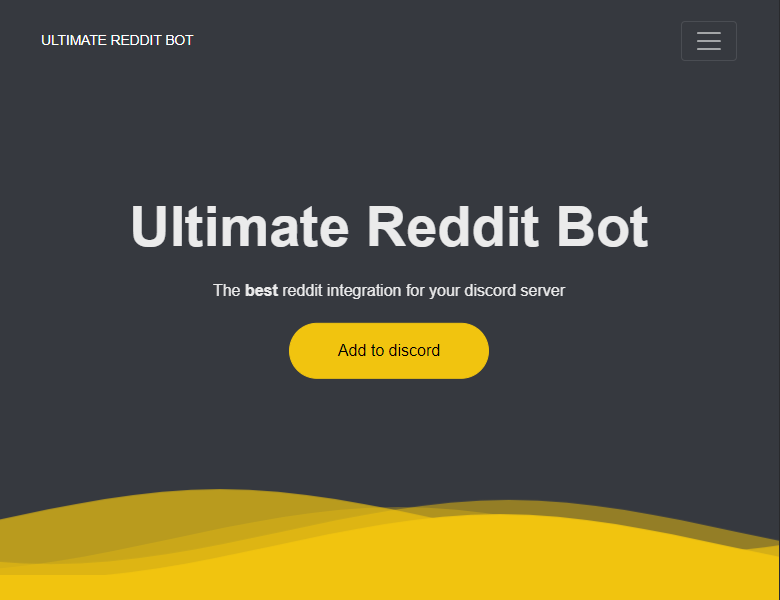 ULTIMATE REDDIT BOT
Ultimate Reddit Bot
The best reddit integration for your discord server
Add to discord